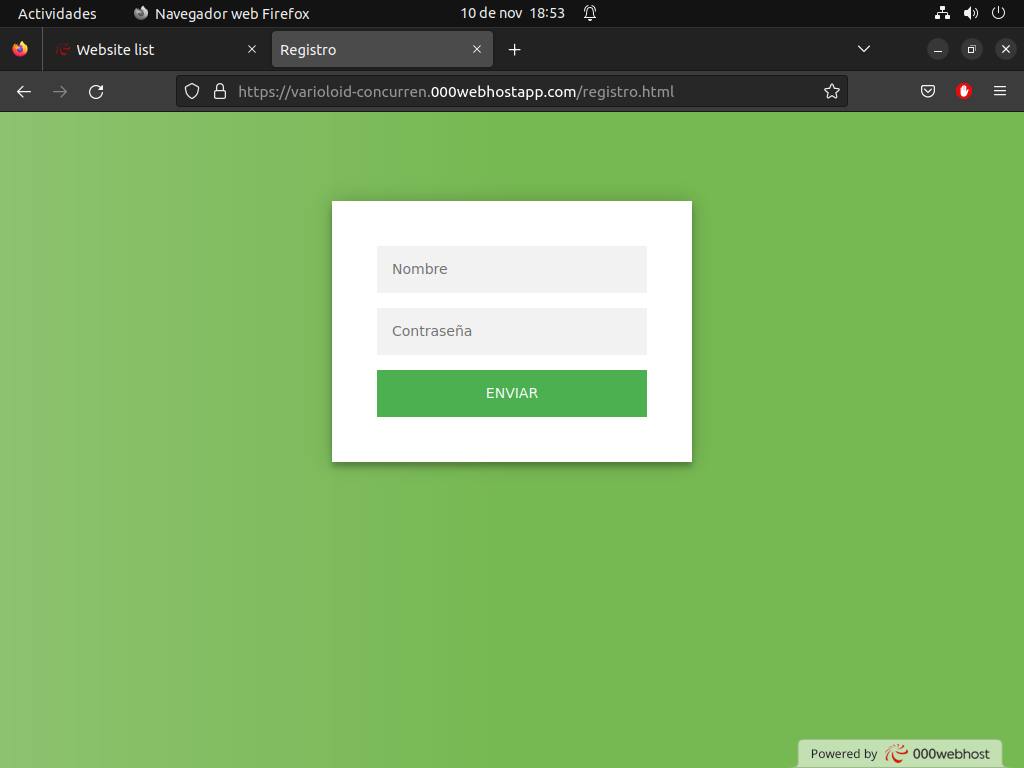 Actividades
Navegador web Firefox
10 de nov 18:53
Website list
Registro
https://varioloid-concurren.000webhostapp.com/registro.html
Nombre
Contraseña
ENVIAR
Powered by 000webhost